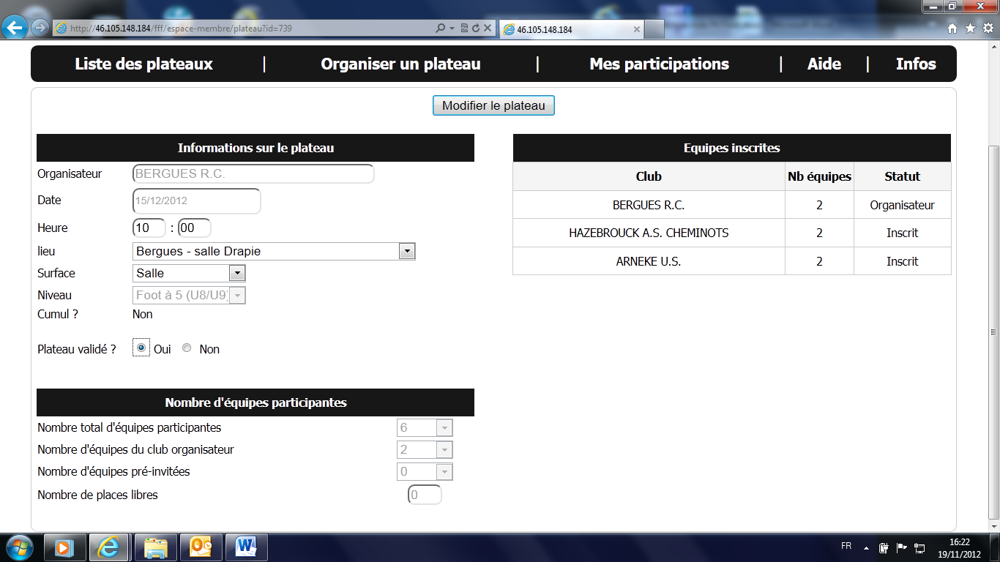 http://46.105.148.184/fff/espace-membre/plateau?id=739
46.105.148.184
Liste des plateaux | Organiser un plateau | Mes participations | Aide | Infos
Modifier le plateau
Informations sur le plateau
Organisateur BERGUES R.C.
Date 15/12/2012
Heure 10 : 00
lieu Bergues - salle Drapie
Surface Salle
Niveau Foot à 5 (U8/U9)
Cumul ? Non
Plateau validé ? Oui Non
Nombre d'équipes participantes
Nombre total d'équipes participantes 6
Nombre d'équipes du club organisateur 2
Nombre d'équipes pré-invitées 0
Nombre de places libres 0
Equipes inscrites
Club Nb équipes Statut
BERGUES R.C. 2 Organisateur
HAZEBROUCK A.S. CHEMINOTS 2 Inscrit
ARNEKE U.S. 2 Inscrit
FR 16:22
19/11/2012